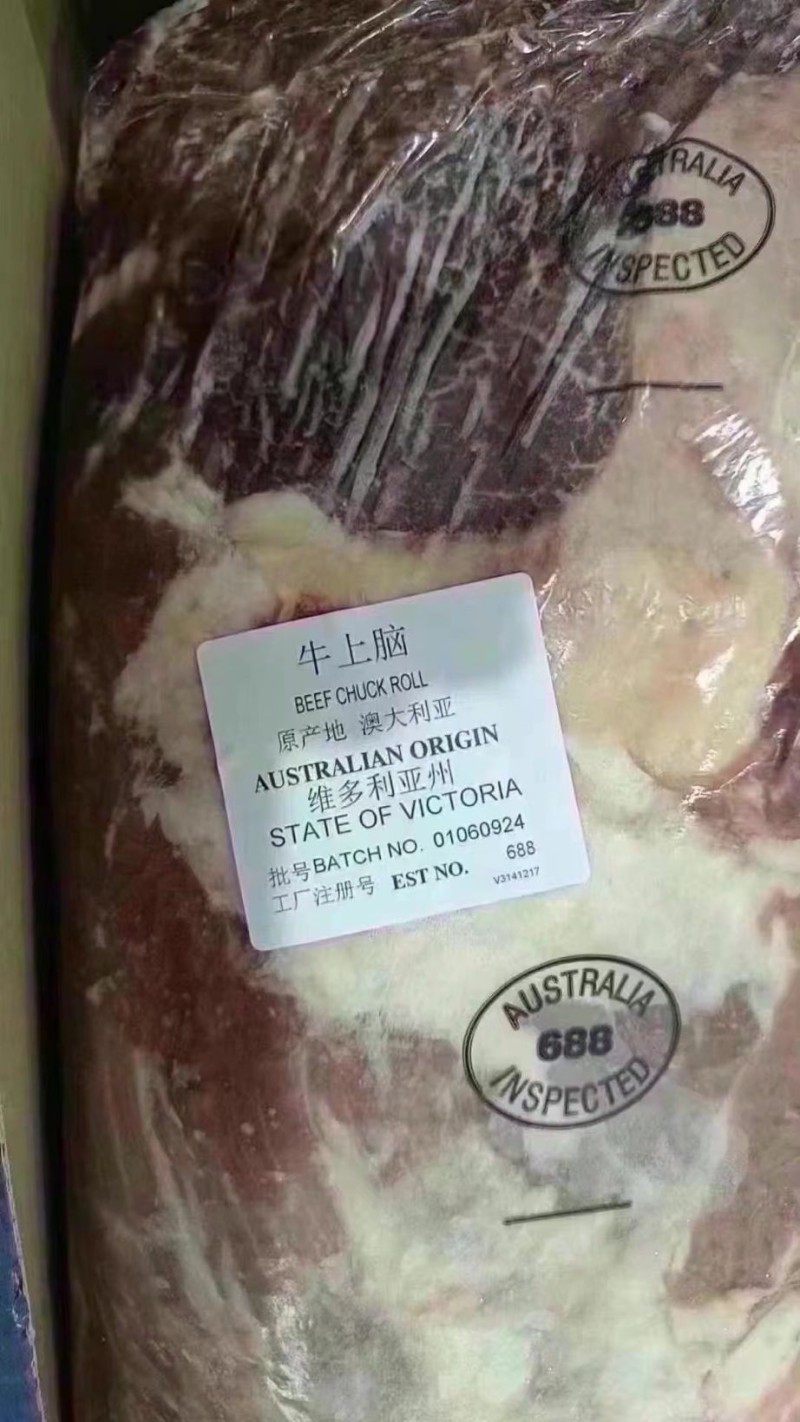 AUSTRALIA
688
INSPECTED
牛上脑
BEEF CHUCK ROLL
原产地 澳大利亚
AUSTRALIAN ORIGIN
维多利亚州
STATE OF VICTORIA
批号BATCH NO. 01060924
工厂注册号 EST NO. 688
V3141217
AUSTRALIA
688
INSPECTED